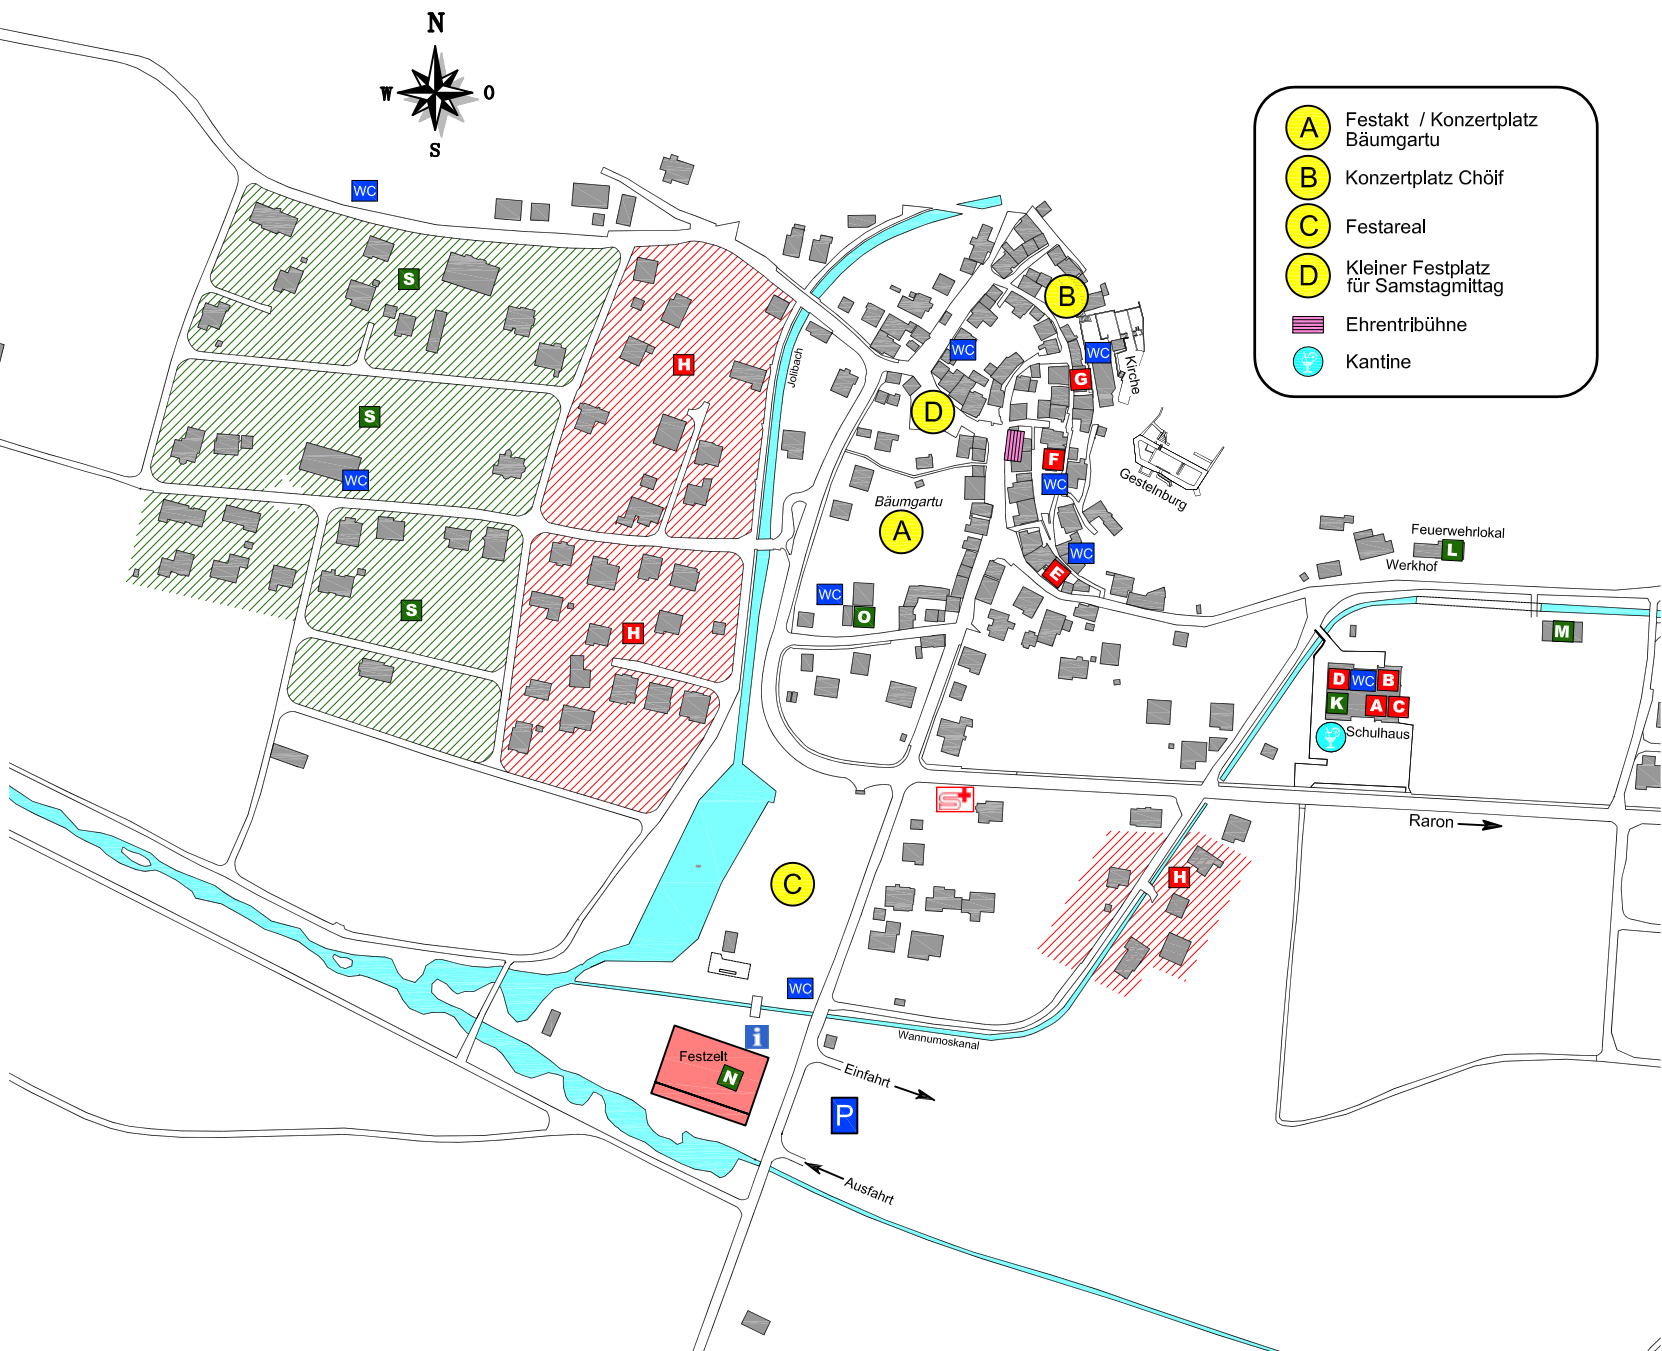 N
W
O
S
A
Festakt / Konzertplatz
Bäumgartu
B
Konzertplatz Chöif
C
Festareal
D
Kleiner Festplatz
für Samstagmittag
Ehrentribühne
Kantine
WC
S
H
Jolibach
B
WC
WC
Kirche
G
D
S
WC
F
WC
Gestelnburg
Bäumgartu
A
WC
E
Feuerwehrlokal
L
Werkhof
WC
O
S
H
M
D
WC
B
K
A
C
Schulhaus
S+
Raron
H
C
WC
Wannumoskanal
i
Festzelt
N
Einfahrt
P
Ausfahrt